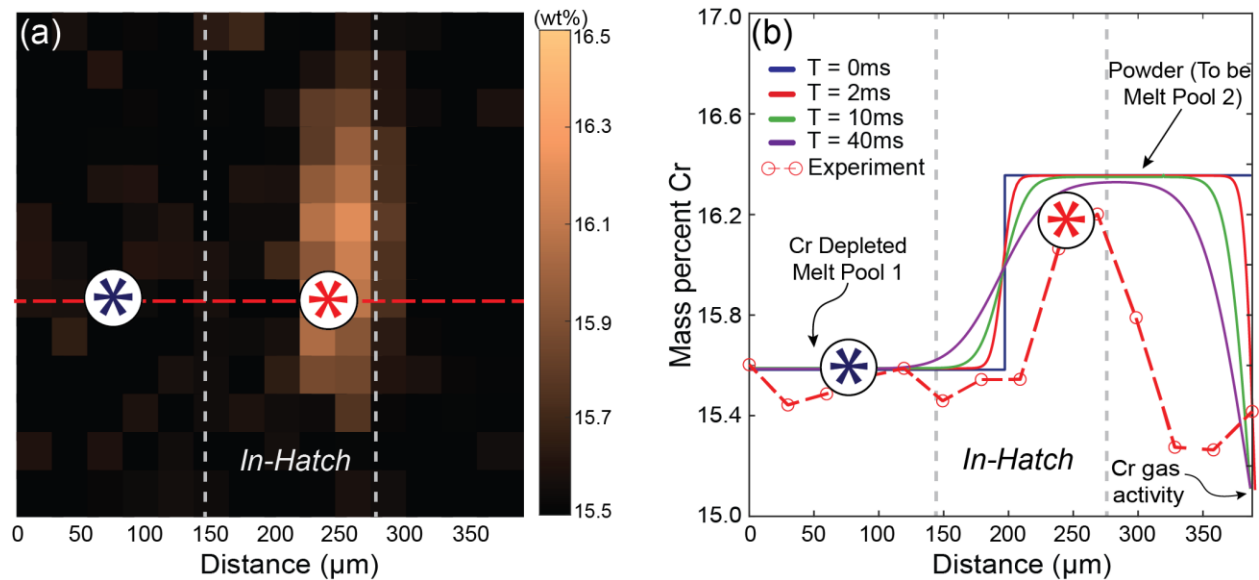 (a)
(wt%)
16.5
16.3
16.1
15.9
15.7
15.5
In-Hatch
0 50 100 150 200 250 300 350
Distance (µm)
(b)
17.0
16.6
16.2
15.8
15.4
15.0
Mass percent Cr
T = 0ms
T = 2ms
T = 10ms
T = 40ms
Experiment
Powder (To be
Melt Pool 2)
Cr Depleted
Melt Pool 1
In-Hatch
Cr gas
activity
0 50 100 150 200 250 300 350
Distance (µm)